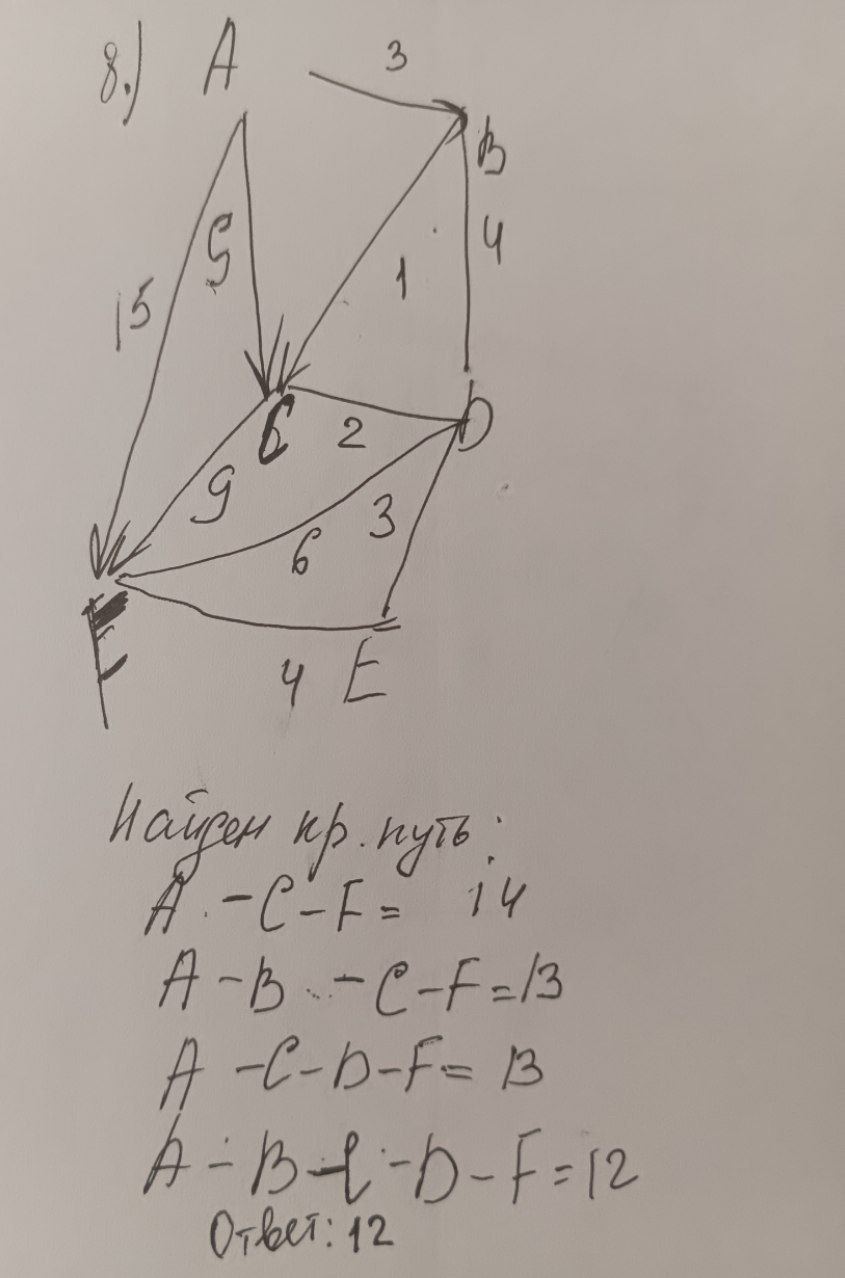 8.) A
3
B
4
5
1
15
C
D
2
9
3
6
F
4 E
Найден кр. путь:
A - C - F = 14
A - B - C - F = 13
A - C - D - F = 13
A - B - C - D - F = 12
Ответ: 12